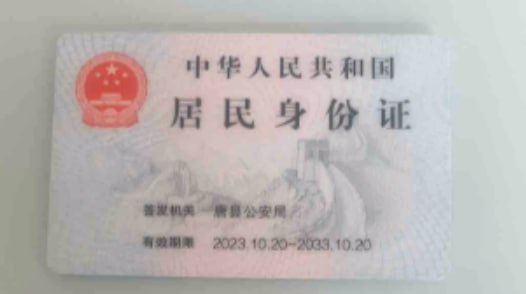 中华人民共和国
居民身份证
签发机关 唐县公安局
有效期限 2023.10.20-2033.10.20